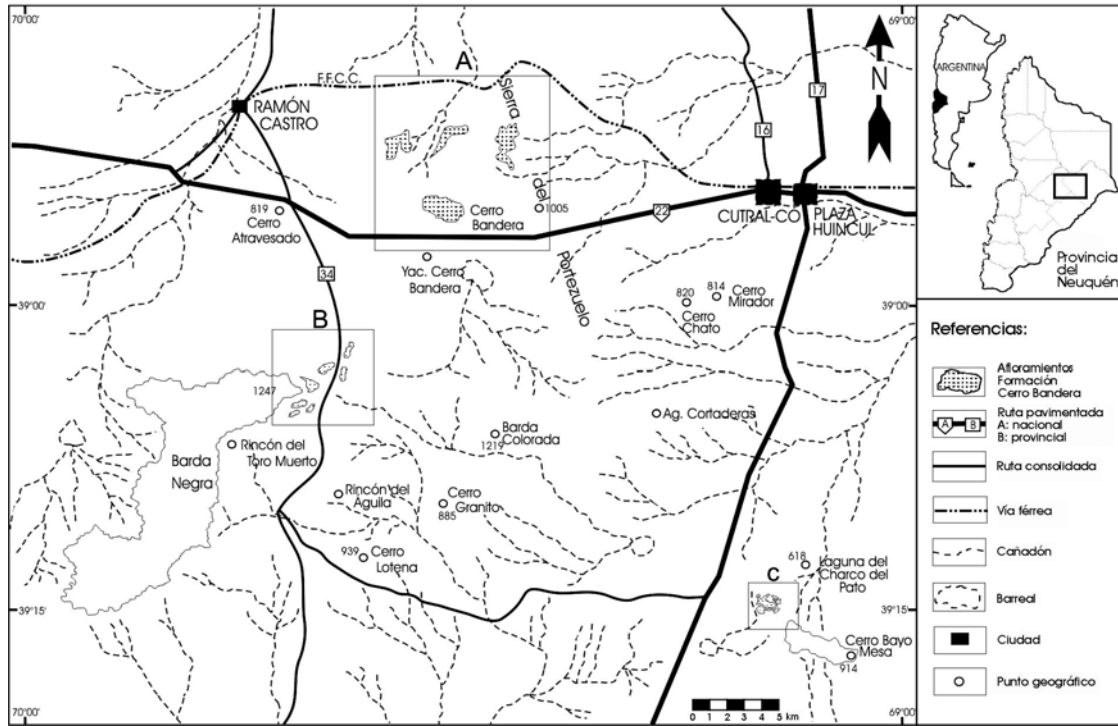 70°00'
69°00'
A
F.F.C.C.
Sierra
N
17
RAMÓN
CASTRO
16
del
1005
22
CUTRAL-CÓ
PLAZA
HUINCUL
819
Cerro
Atravesado
Cerro
Bandera
Yac. Cerro
Bandera
Portezuelo
34
39°00'
39°00'
820
814
Cerro
Mirador
Cerro
Chato
B
1247
Ag. Cortaderas
Barda
Colorada
1219
Rincón del
Toro Muerto
Barda
Negra
Rincón del
Águila
Cerro
Granito
885
939
Cerro
Lotena
618
Laguna del
Charco del
Pato
C
39°15'
39°15'
Cerro Bayo
Mesa
914
0 1 2 3 4 5 km
70°00'
69°00'
ARGENTINA
Provincia
del
Neuquén
Referencias:
Afloramientos
Formación
Cerro Bandera
A B
Ruta pavimentada
A: nacional
B: provincial
Ruta consolidada
Vía férrea
Cañadón
Barreal
Ciudad
Punto geográfico